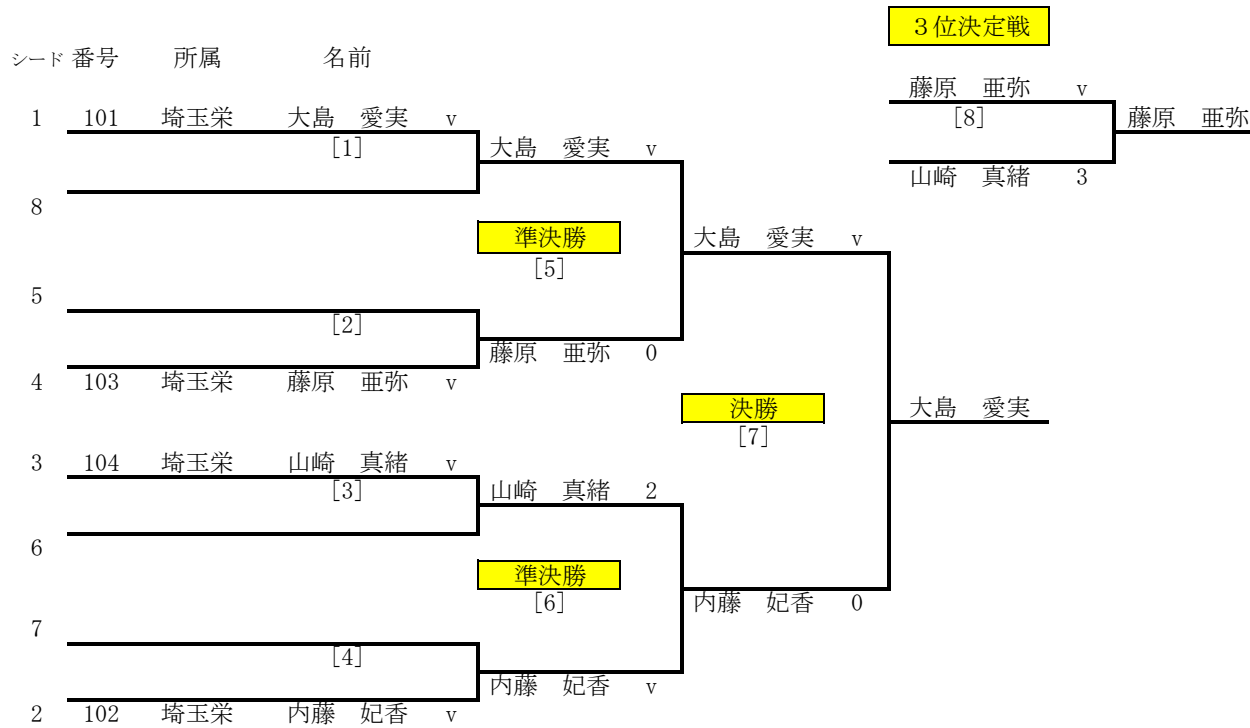 ３位決定戦
シード 番号 所属 名前
藤原 亜弥 v
1 101 埼玉栄 大島 愛実 v
[8]
藤原 亜弥
[1]
大島 愛実 v
山崎 真緒 3
8
準決勝
大島 愛実 v
[5]
5
[2]
藤原 亜弥 0
4 103 埼玉栄 藤原 亜弥 v
決勝
大島 愛実
[7]
3 104 埼玉栄 山崎 真緒 v
[3]
山崎 真緒 2
6
準決勝
[6]
内藤 妃香 0
7
[4]
内藤 妃香 v
2 102 埼玉栄 内藤 妃香 v